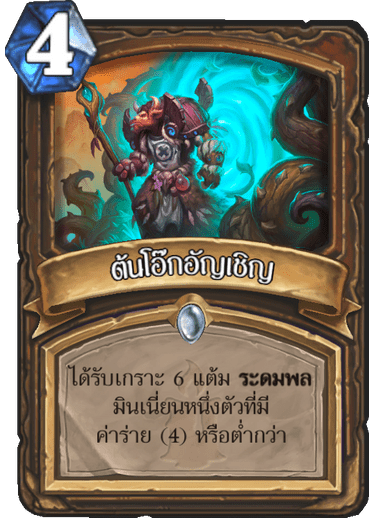 4
ต้นโอ๊กอัญเชิญ
ได้รับเกราะ 6 แต้ม ระดมพล
มินเนี่ยนหนึ่งตัวที่มี
ค่าร่าย (4) หรือต่ำกว่า